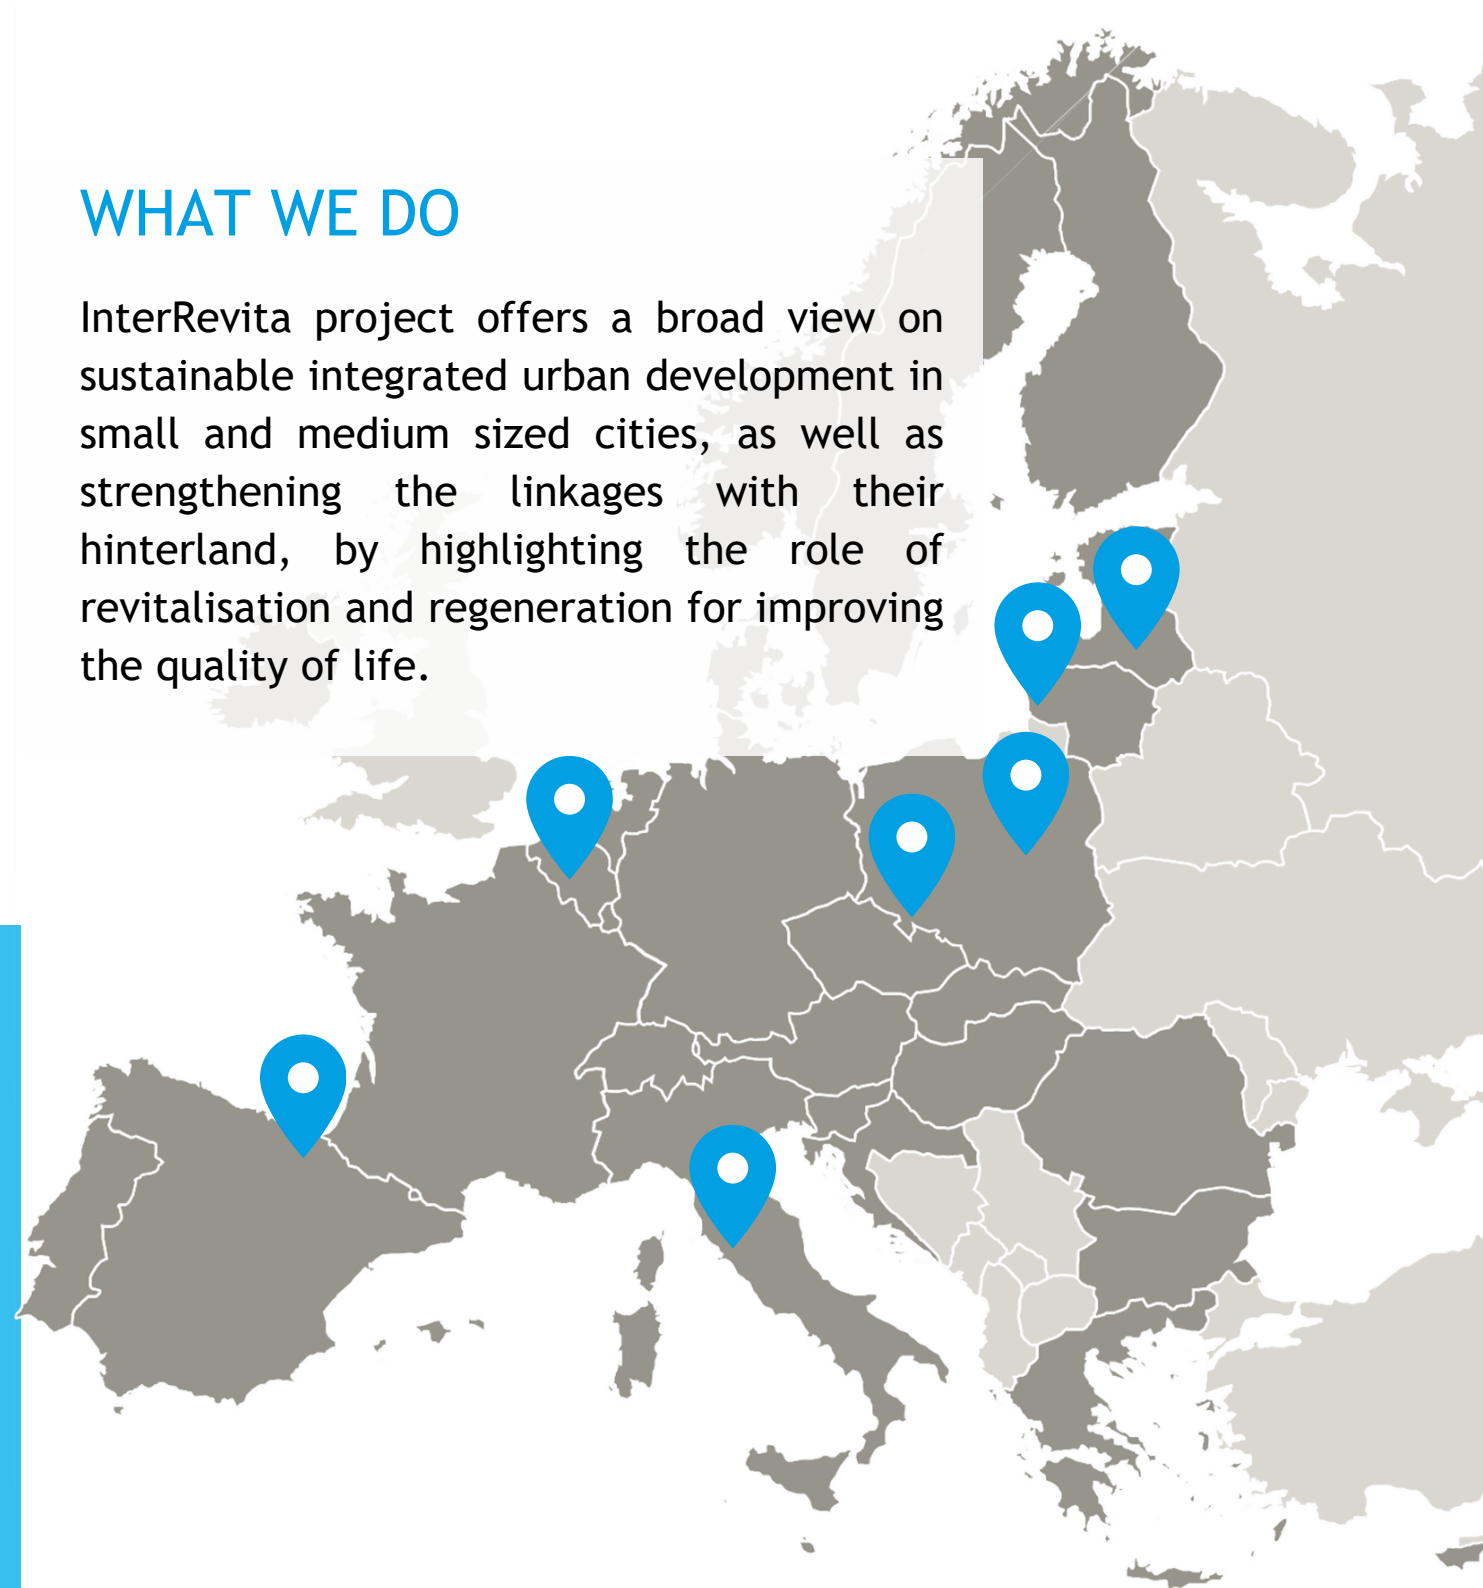 WHAT WE DO
InterRevita project offers a broad view on
sustainable integrated urban development in
small and medium sized cities, as well as
strengthening the linkages with their
hinterland, by highlighting the role of
revitalisation and regeneration for improving
the quality of life.